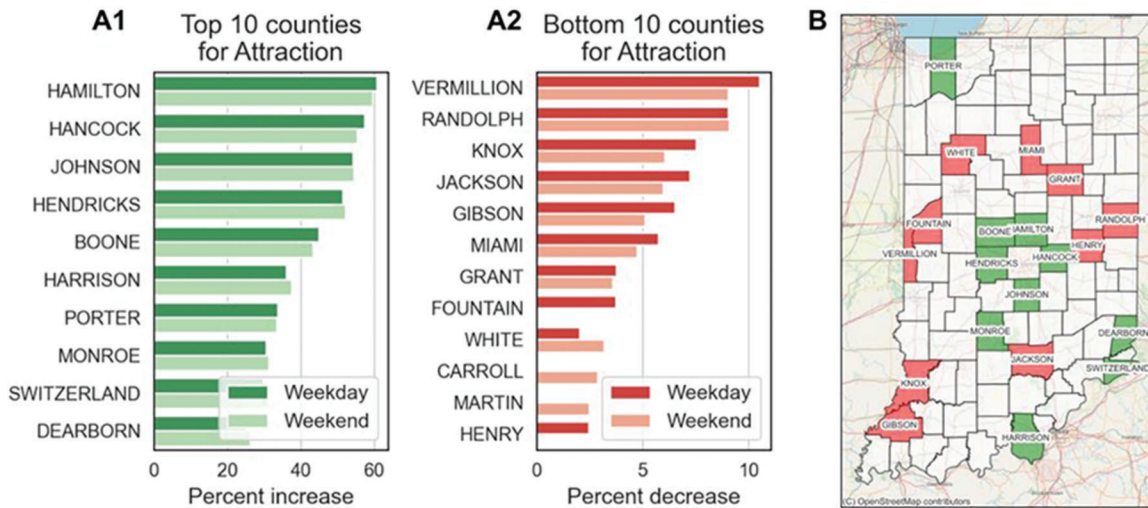 A1
Top 10 counties
for Attraction
HAMILTON
HANCOCK
JOHNSON
HENDRICKS
BOONE
HARRISON
PORTER
MONROE
SWITZERLAND
DEARBORN
Weekday
Weekend
0 20 40 60
Percent increase
A2
Bottom 10 counties
for Attraction
VERMILLION
RANDOLPH
KNOX
JACKSON
GIBSON
MIAMI
GRANT
FOUNTAIN
WHITE
CARROLL
MARTIN
HENRY
Weekday
Weekend
0 5 10
Percent decrease
B
PORTER
WHITE
MIAMI
GRANT
RANDOLPH
FOUNTAIN
BOONE
AMILTON
HENRY
VERMILLION
HENDRICKS
HANCOCK
JOHNSON
MONROE
DEARBORN
JACKSON
SWITZERLAND
KNOX
GIBSON
HARRISON
(C) OpenStreetMap contributors